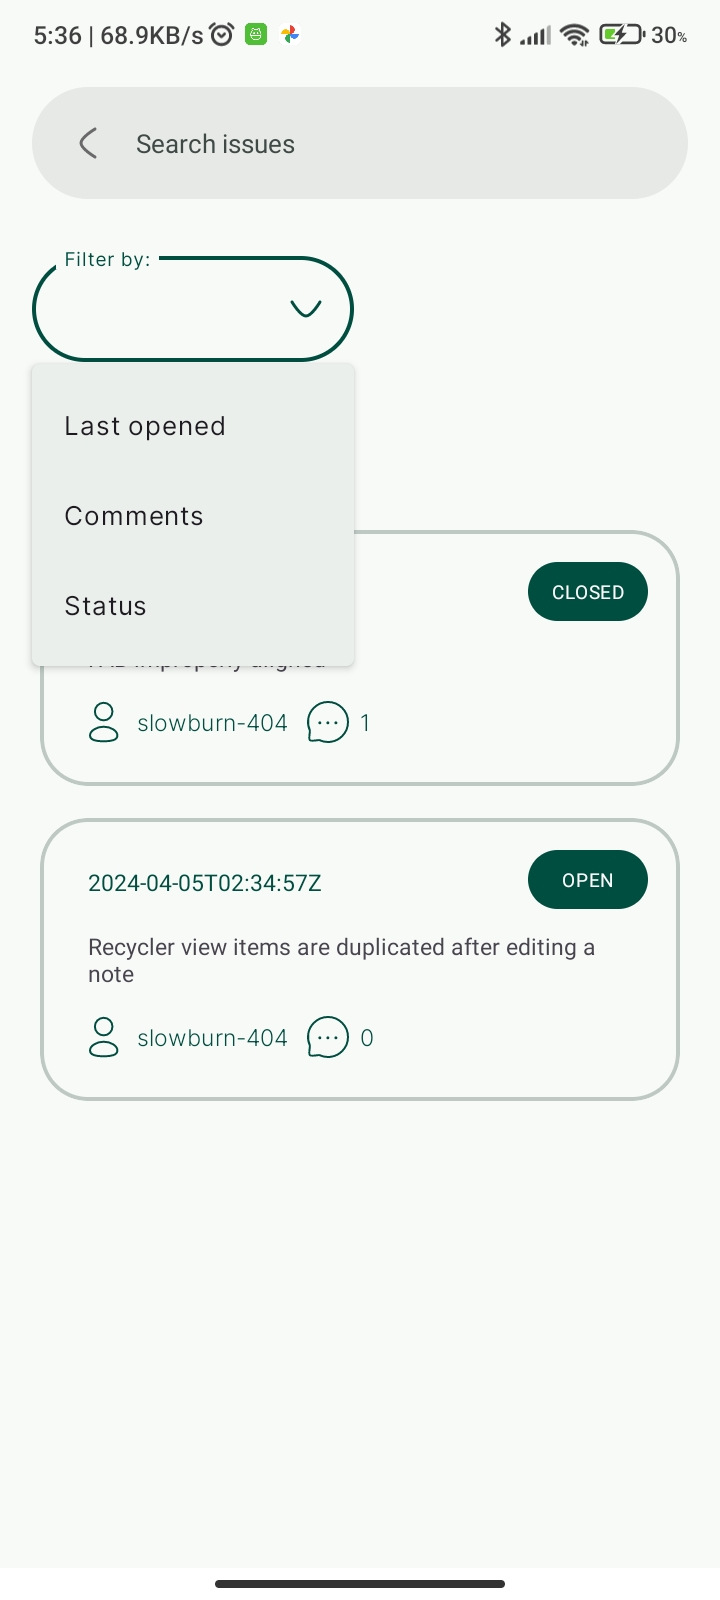 5:36 | 68.9KB/s 30%
Search issues
Filter by:
Last opened
Comments
Status
CLOSED
improperly aligned
slowburn-404 1
2024-04-05T02:34:57Z OPEN
Recycler view items are duplicated after editing a
note
slowburn-404 0